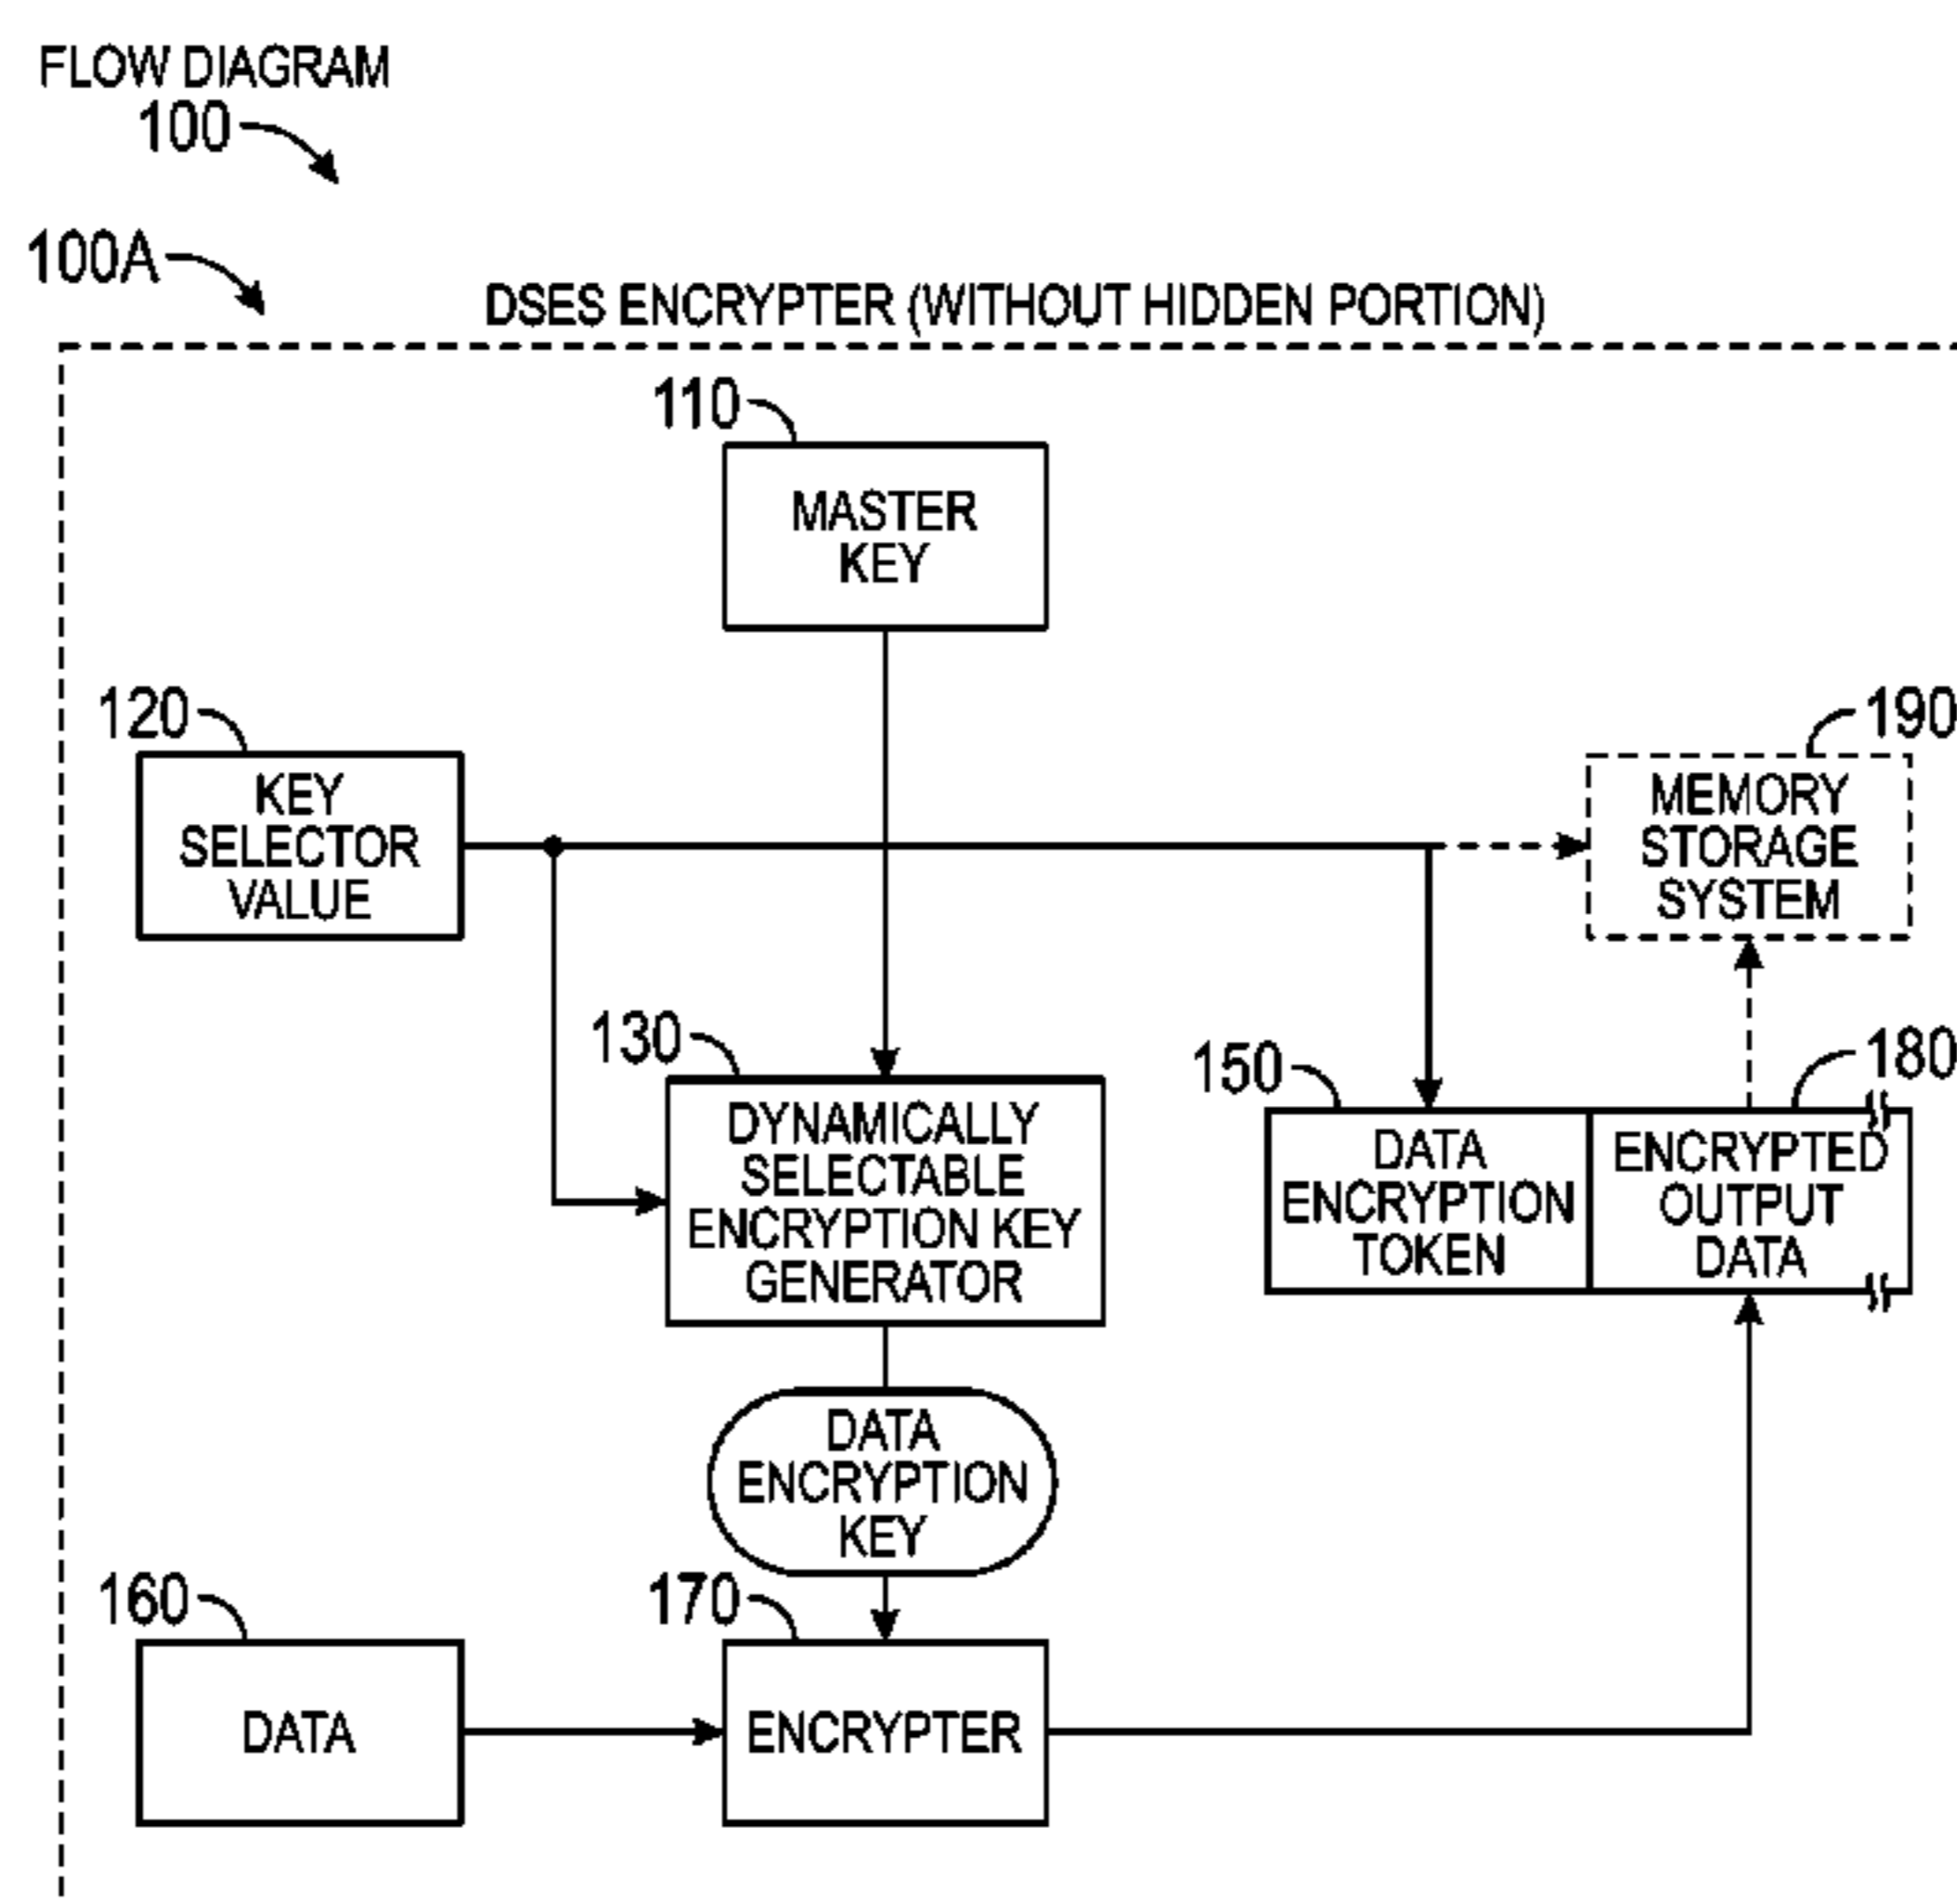 FLOW DIAGRAM
100
100A
DSES ENCRYPTER (WITHOUT HIDDEN PORTION)
110
MASTER
KEY
120
KEY
SELECTOR
VALUE
190
MEMORY
STORAGE
SYSTEM
130
DYNAMICALLY
SELECTABLE
ENCRYPTION KEY
GENERATOR
150
DATA
ENCRYPTION
TOKEN
180
ENCRYPTED
OUTPUT
DATA
DATA
ENCRYPTION
KEY
160
DATA
170
ENCRYPTER